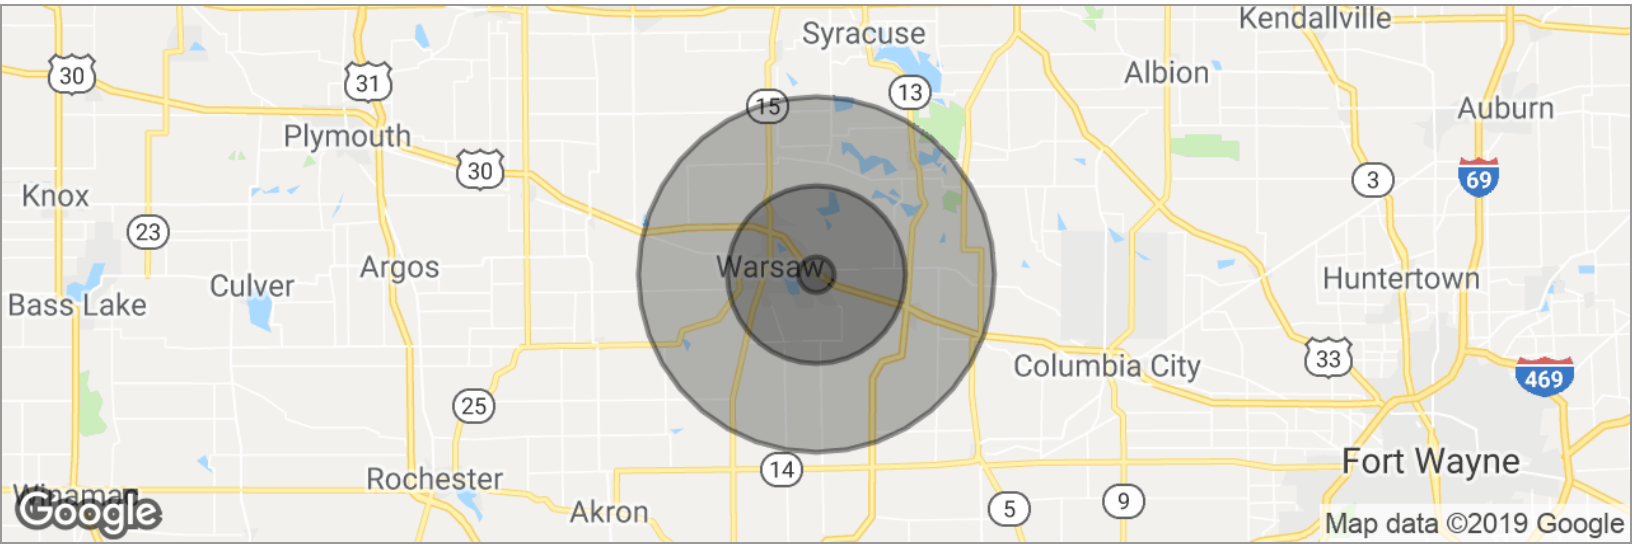 Kendallville
Syracuse
30
31
Albion
13
15
Auburn
Plymouth
30
3
69
Knox
23
Argos
Warsaw
Culver
Huntertown
Bass Lake
33
Columbia City
469
25
Fort Wayne
14
Rochester
Winamac
Google
Akron
5
9
Map data ©2019 Google